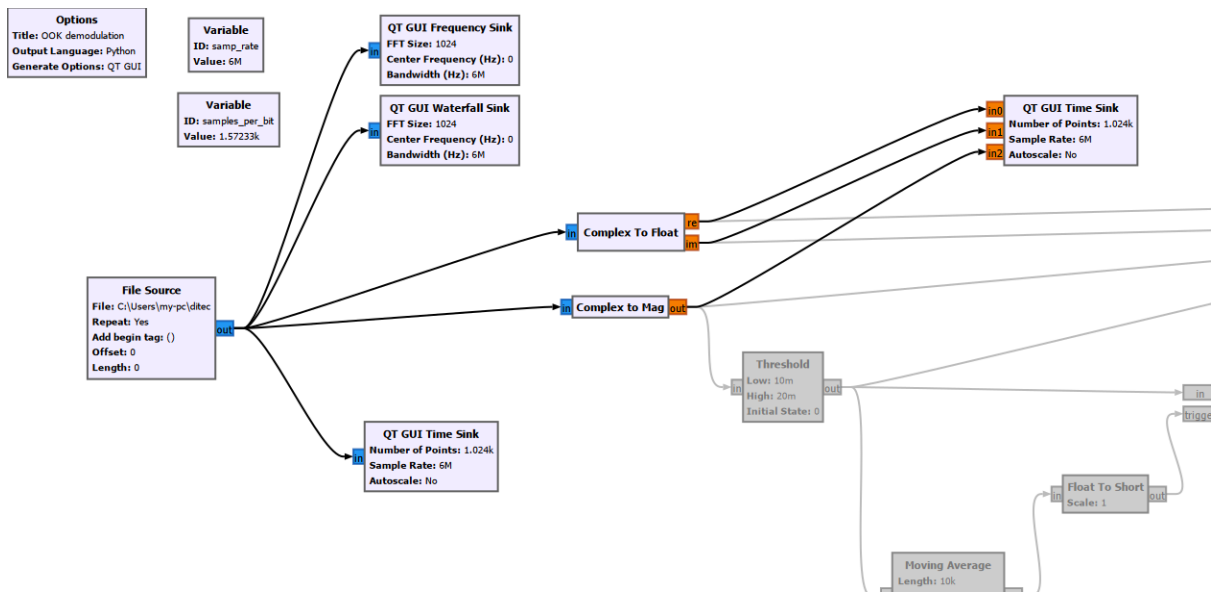 Options
Title: OOK demodulation
Output Language: Python
Generate Options: QT GUI
Variable
ID: samp_rate
Value: 6M
Variable
ID: samples_per_bit
Value: 1.57233k
QT GUI Frequency Sink
FFT Size: 1024
Center Frequency (Hz): 0
Bandwidth (Hz): 6M
in
QT GUI Waterfall Sink
FFT Size: 1024
Center Frequency (Hz): 0
Bandwidth (Hz): 6M
in
QT GUI Time Sink
Number of Points: 1.024k
Sample Rate: 6M
Autoscale: No
in0
in1
in2
Complex To Float
in
re
im
File Source
File: C:\Users\my-pc\ditec
Repeat: Yes
Add begin tag: ()
Offset: 0
Length: 0
out
Complex to Mag
in
out
Threshold
Low: 10m
High: 20m
Initial State: 0
in
out
in
trigge
QT GUI Time Sink
Number of Points: 1.024k
Sample Rate: 6M
Autoscale: No
in
Float To Short
Scale: 1
in
out
Moving Average
Length: 10k